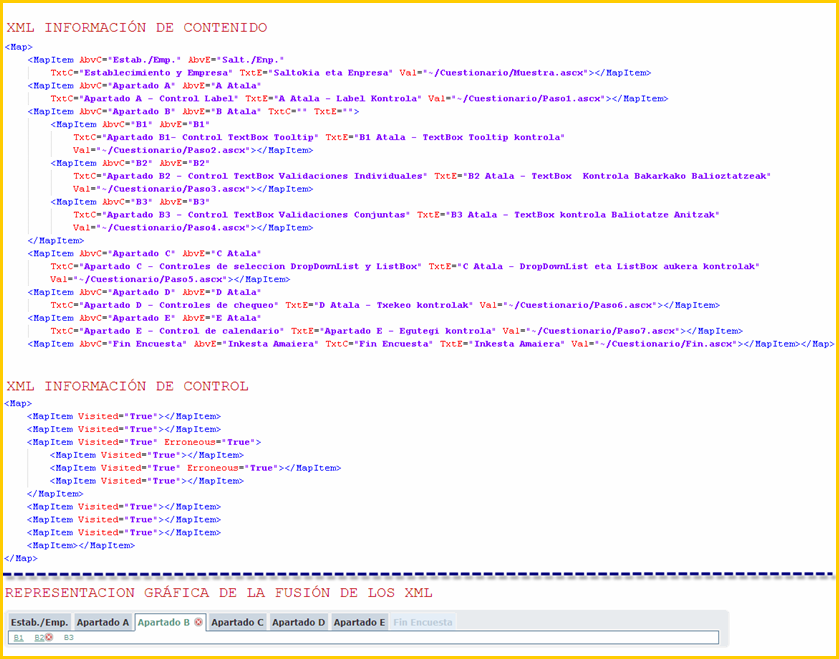 XML INFORMACIÓN DE CONTENIDO
<Map>
<MapItem AbvC="Estab./Emp." AbvE="Salt./Enp."
TxtC="Establecimiento y Empresa" TxtE="Saltokia eta Enpresa" Val="~/Cuestionario/Muestra.ascx"></MapItem>
<MapItem AbvC="Apartado A" AbvE="A Atala"
TxtC="Apartado A - Control Label" TxtE="A Atala - Label Kontrola" Val="~/Cuestionario/Paso1.ascx"></MapItem>
<MapItem AbvC="Apartado B" AbvE="B Atala" TxtC="" TxtE="">
<MapItem AbvC="B1" AbvE="B1"
TxtC="Apartado B1- Control TextBox Tooltip" TxtE="B1 Atala - TextBox Tooltip kontrola"
Val="~/Cuestionario/Paso2.ascx"></MapItem>
<MapItem AbvC="B2" AbvE="B2"
TxtC="Apartado B2 - Control TextBox Validaciones Individuales" TxtE="B2 Atala - TextBox  Kontrola Bakarkako Balioztatzeak"
Val="~/Cuestionario/Paso3.ascx"></MapItem>
<MapItem AbvC="B3" AbvE="B3"
TxtC="Apartado B3 - Control TextBox Validaciones Conjuntas" TxtE="B3 Atala - TextBox kontrola Baliotatze Anitzak"
Val="~/Cuestionario/Paso4.ascx"></MapItem>
</MapItem>
<MapItem AbvC="Apartado C" AbvE="C Atala"
TxtC="Apartado C - Controles de seleccion DropDownList y ListBox" TxtE="C Atala - DropDownList eta ListBox aukera kontrolak"
Val="~/Cuestionario/Paso5.ascx"></MapItem>
<MapItem AbvC="Apartado D" AbvE="D Atala"
TxtC="Apartado D - Controles de chequeo" TxtE="D Atala - Txekeo kontrolak" Val="~/Cuestionario/Paso6.ascx"></MapItem>
<MapItem AbvC="Apartado E" AbvE="E Atala"
TxtC="Apartado E - Control de calendario" TxtE="Apartado E - Egutegi kontrola" Val="~/Cuestionario/Paso7.ascx"></MapItem>
<MapItem AbvC="Fin Encuesta" AbvE="Inkesta Amaiera" TxtC="Fin Encuesta" TxtE="Inkesta Amaiera" Val="~/Cuestionario/Fin.ascx"></MapItem></Map>
XML INFORMACIÓN DE CONTROL
<Map>
<MapItem Visited="True"></MapItem>
<MapItem Visited="True"></MapItem>
<MapItem Visited="True" Erroneous="True">
<MapItem Visited="True"></MapItem>
<MapItem Visited="True" Erroneous="True"></MapItem>
<MapItem Visited="True"></MapItem>
</MapItem>
<MapItem Visited="True"></MapItem>
<MapItem Visited="True"></MapItem>
<MapItem Visited="True"></MapItem>
<MapItem></MapItem>
</Map>
REPRESENTACION GRÁFICA DE LA FUSIÓN DE LOS XML
Estab./Emp. Apartado A Apartado B Apartado C Apartado D Apartado E Fin Encuesta
B1 B2 B3